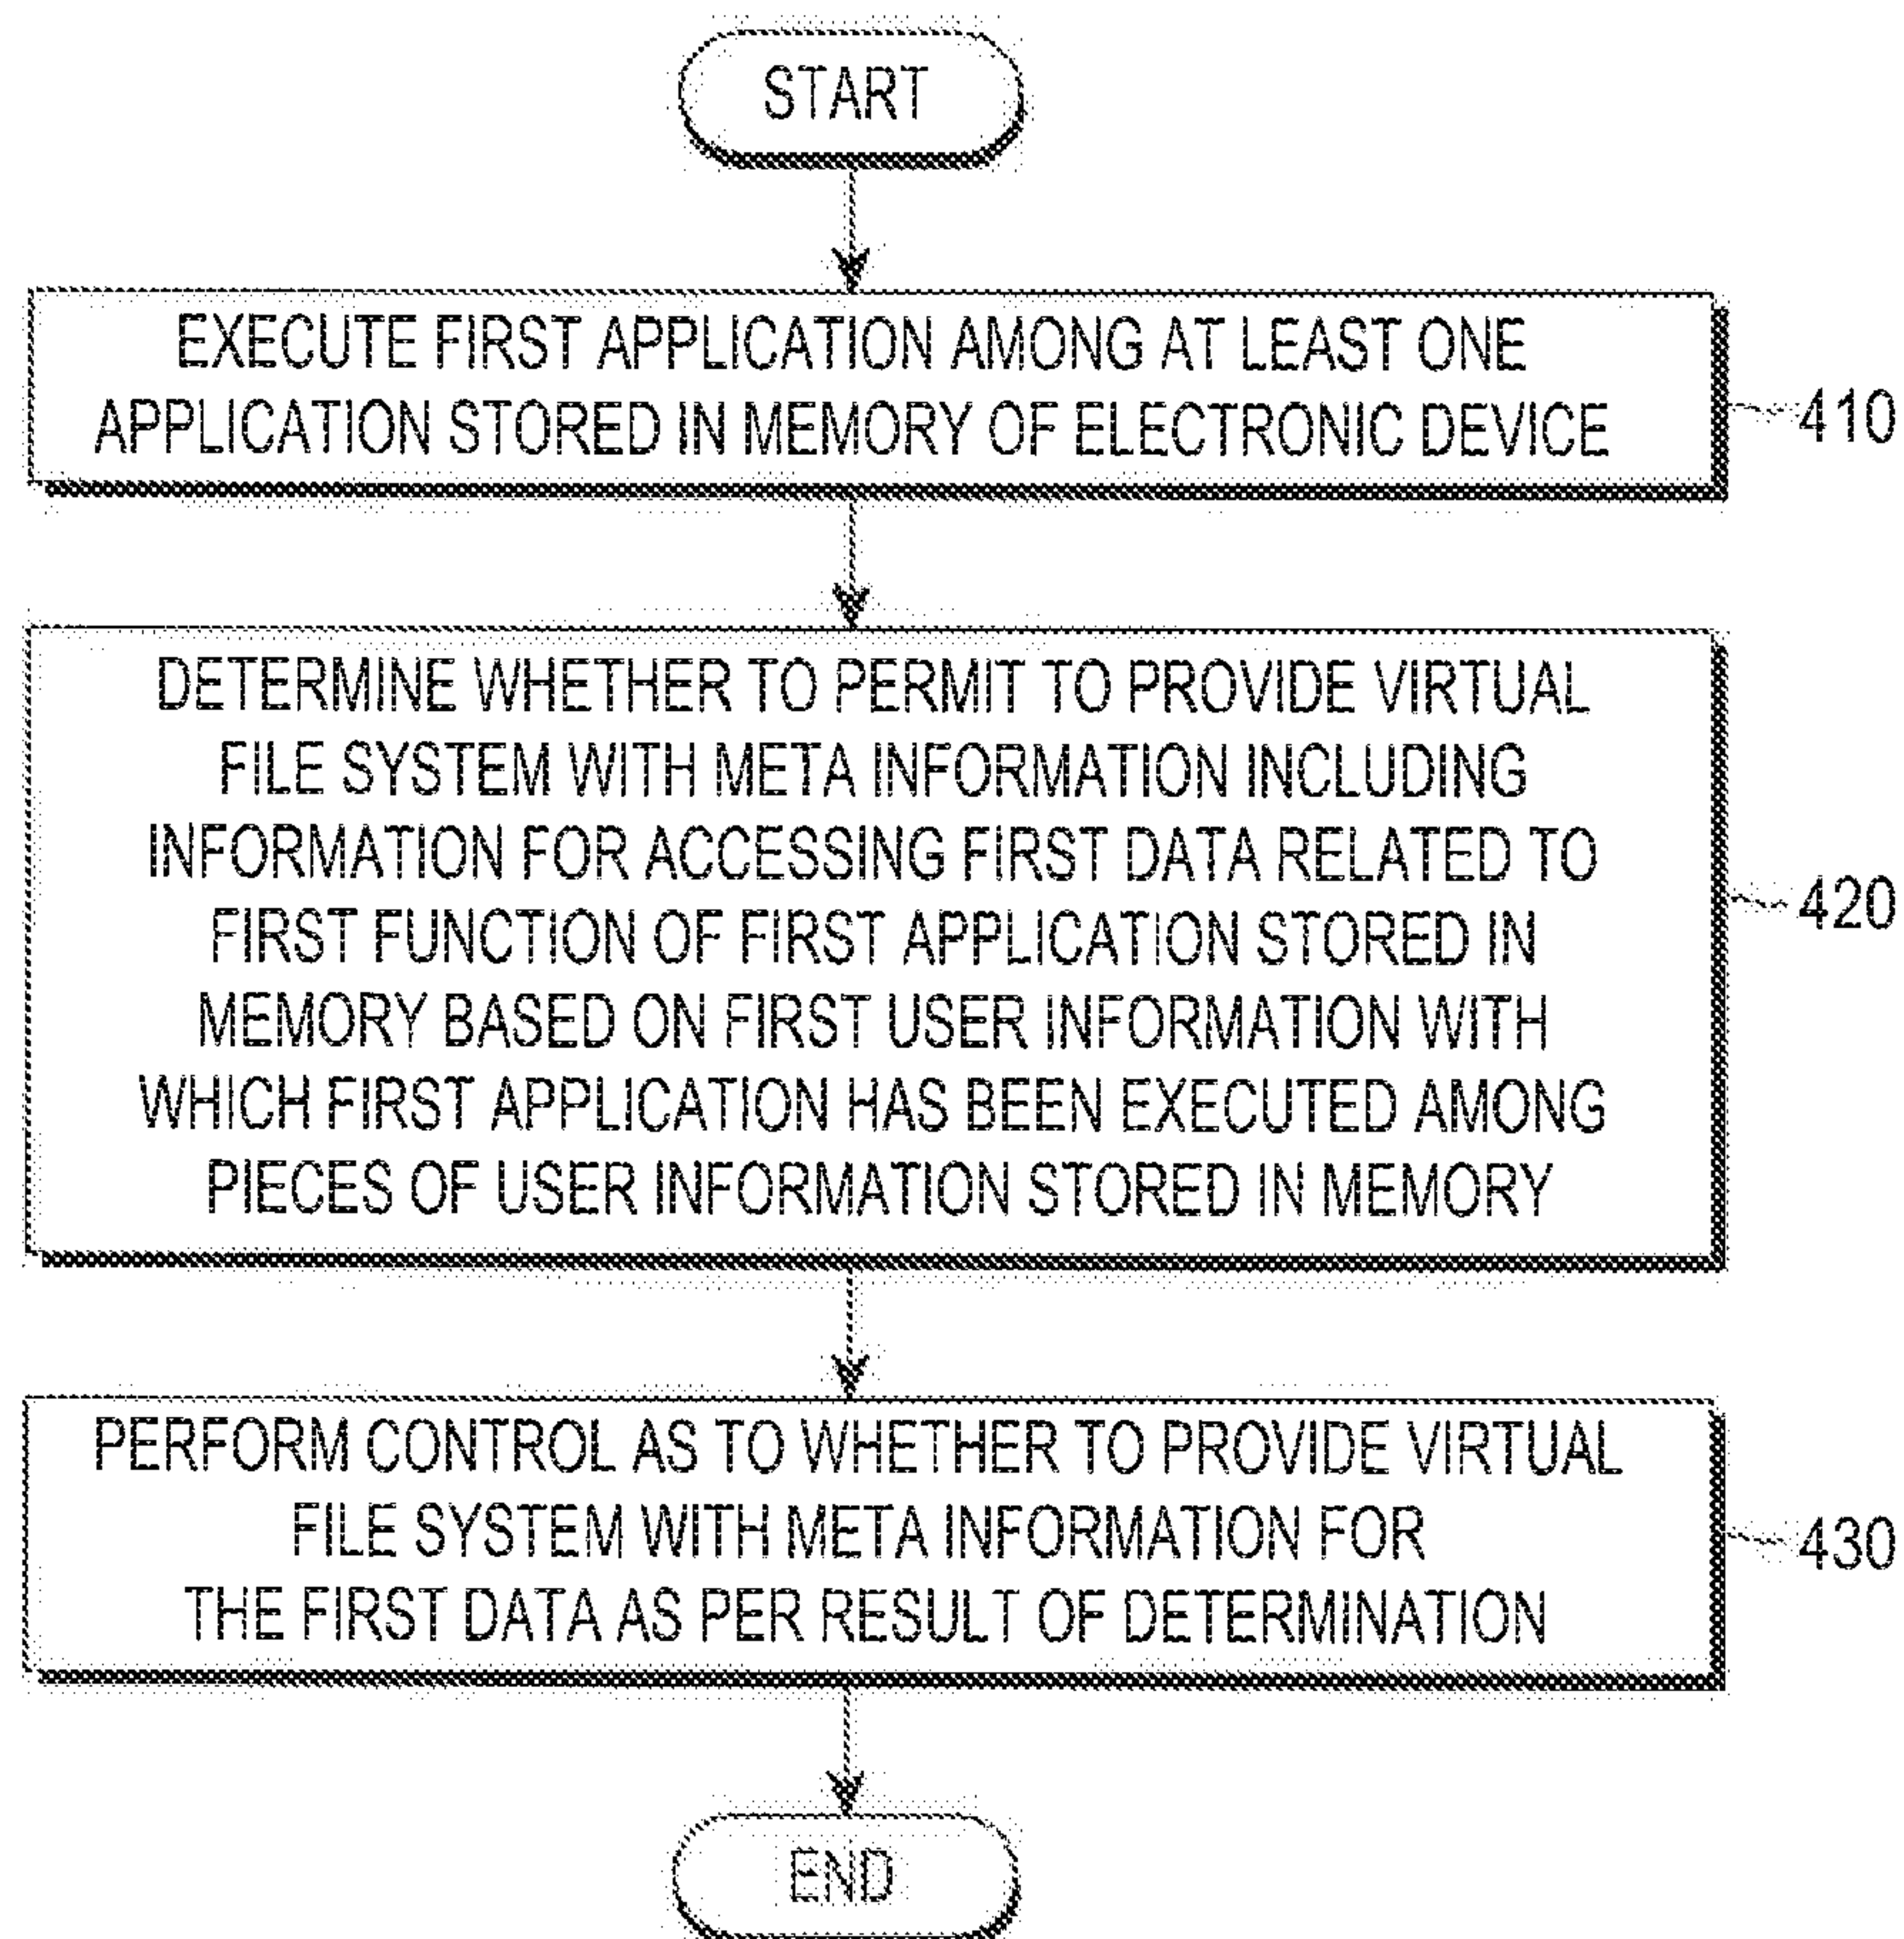 START
EXECUTE FIRST APPLICATION AMONG AT LEAST ONE
APPLICATION STORED IN MEMORY OF ELECTRONIC DEVICE
410
DETERMINE WHETHER TO PERMIT TO PROVIDE VIRTUAL
FILE SYSTEM WITH META INFORMATION INCLUDING
INFORMATION FOR ACCESSING FIRST DATA RELATED TO
FIRST FUNCTION OF FIRST APPLICATION STORED IN
MEMORY BASED ON FIRST USER INFORMATION WITH
WHICH FIRST APPLICATION HAS BEEN EXECUTED AMONG
PIECES OF USER INFORMATION STORED IN MEMORY
420
PERFORM CONTROL AS TO WHETHER TO PROVIDE VIRTUAL
FILE SYSTEM WITH META INFORMATION FOR
THE FIRST DATA AS PER RESULT OF DETERMINATION
430
END